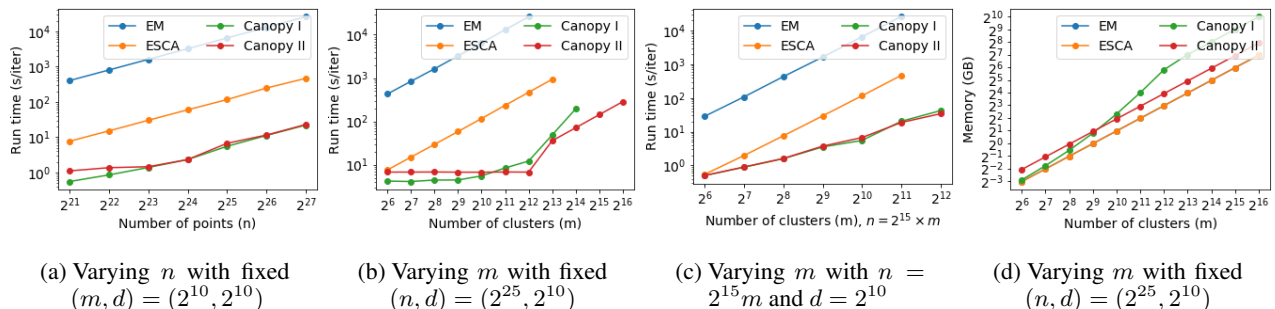 EM Canopy I
ESCA Canopy II
Run time (s/iter)
10^4
10^3
10^2
10^1
10^0
2^21 2^22 2^23 2^24 2^25 2^26 2^27
Number of points (n)
(a) Varying n with fixed
(m, d) = (2^10, 2^10)
EM Canopy I
ESCA Canopy II
Run time (s/iter)
10^4
10^3
10^2
10^1
2^6 2^7 2^8 2^9 2^10 2^11 2^12 2^13 2^14 2^15 2^16
Number of clusters (m)
(b) Varying m with fixed
(n, d) = (2^25, 2^10)
EM Canopy I
ESCA Canopy II
Run time (s/iter)
10^4
10^3
10^2
10^1
10^0
2^6 2^7 2^8 2^9 2^10 2^11 2^12
Number of clusters (m), n = 2^15 × m
(c) Varying m with n =
2^15m and d = 2^10
EM Canopy I
ESCA Canopy II
Memory (GB)
2^10
2^9
2^8
2^7
2^6
2^5
2^4
2^3
2^2
2^1
2^0
2^−1
2^−2
2^−3
2^6 2^7 2^8 2^9 2^10 2^11 2^12 2^13 2^14 2^15 2^16
Number of clusters (m)
(d) Varying m with fixed
(n, d) = (2^25, 2^10)